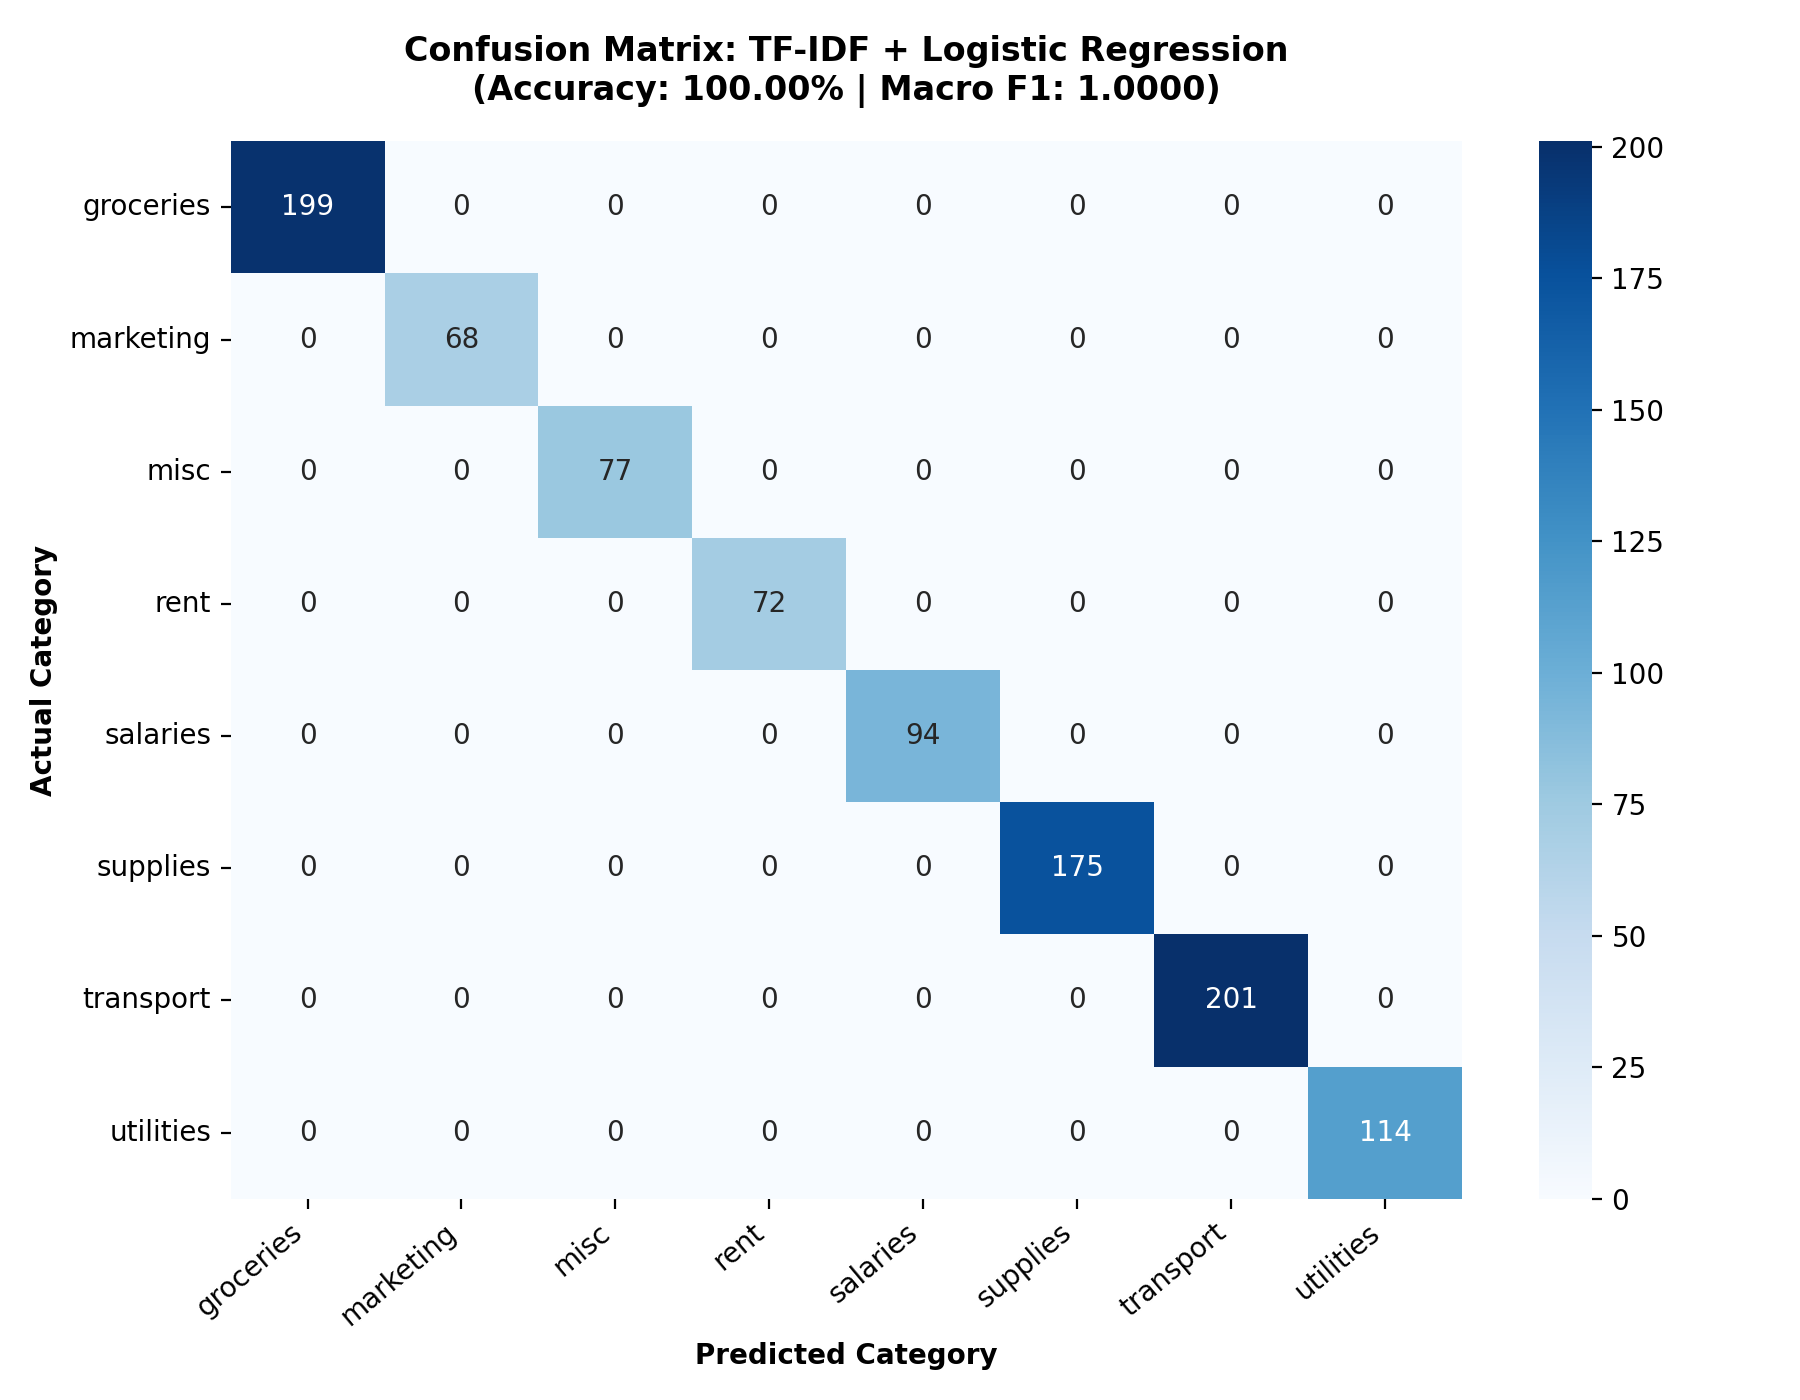 Confusion Matrix: TF-IDF + Logistic Regression
(Accuracy: 100.00% | Macro F1: 1.0000)
groceries 199 0 0 0 0 0 0 0
marketing 0 68 0 0 0 0 0 0
misc 0 0 77 0 0 0 0 0
rent 0 0 0 72 0 0 0 0
salaries 0 0 0 0 94 0 0 0
supplies 0 0 0 0 0 175 0 0
transport 0 0 0 0 0 0 201 0
utilities 0 0 0 0 0 0 0 114
Actual Category
groceries marketing misc rent salaries supplies transport utilities
Predicted Category
200
175
150
125
100
75
50
25
0